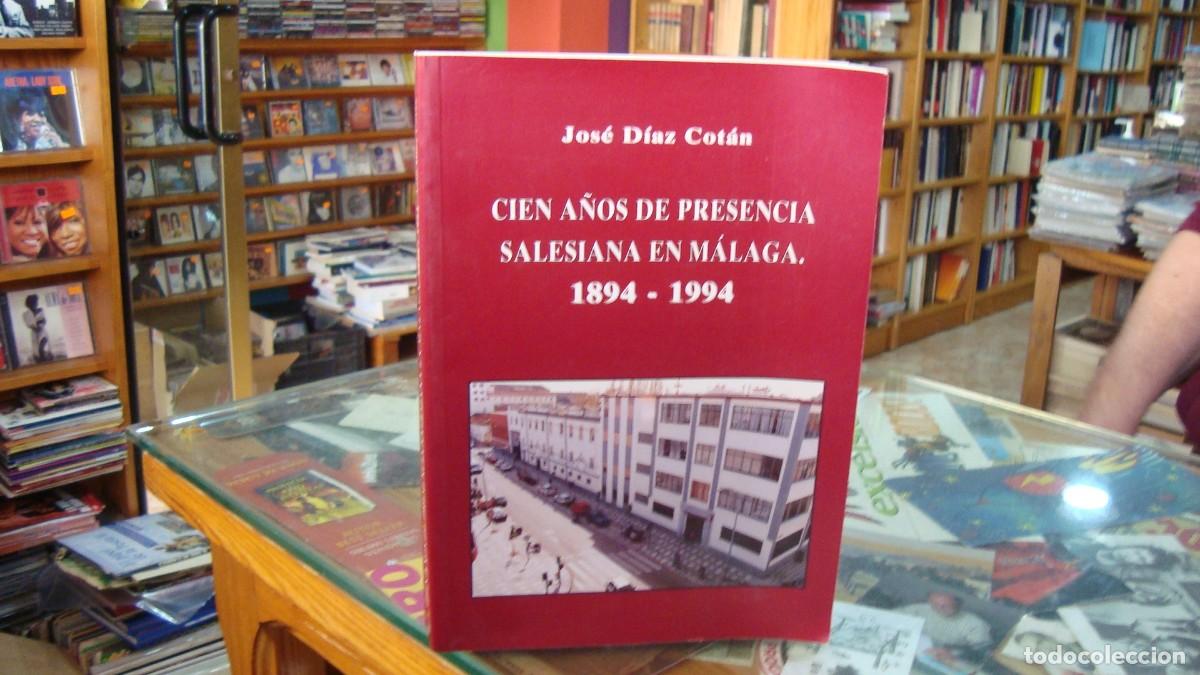 José Díaz Cotán
CIEN AÑOS DE PRESENCIA
SALESIANA EN MÁLAGA.
1894 - 1994
todocoleccion